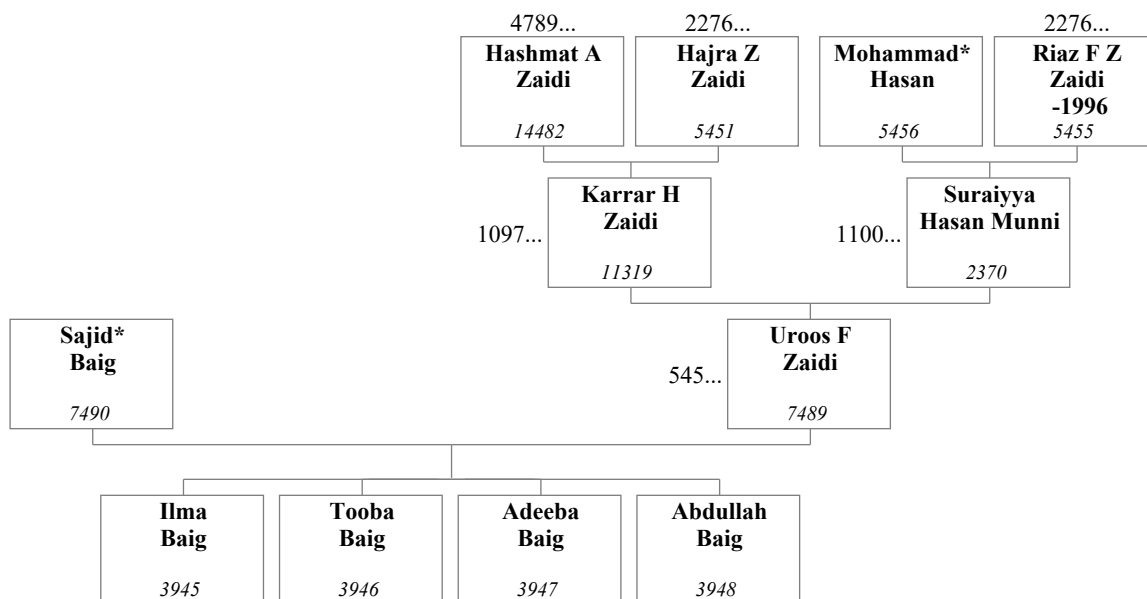 4789...
2276...
2276...
Hashmat A
Zaidi
14482
Hajra Z
Zaidi
5451
Mohammad*
Hasan
5456
Riaz F Z
Zaidi
-1996
5455
1097...
Karrar H
Zaidi
11319
1100...
Suraiyya
Hasan Munni
2370
Sajid*
Baig
7490
545...
Uroos F
Zaidi
7489
Ilma
Baig
3945
Tooba
Baig
3946
Adeeba
Baig
3947
Abdullah
Baig
3948